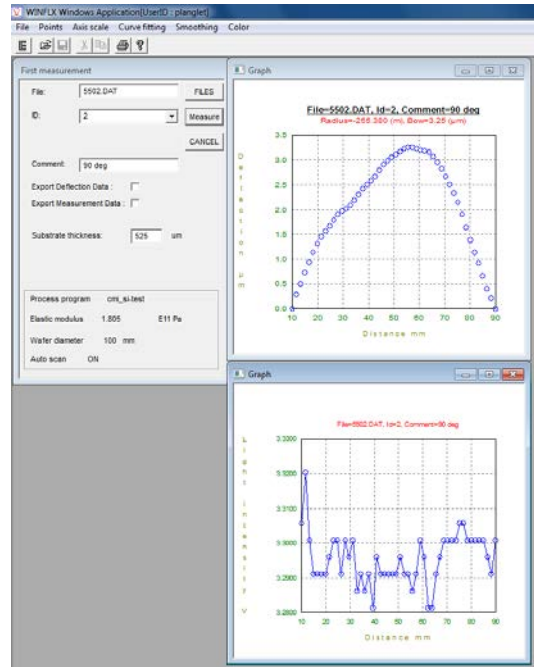 WINFLX Windows Application(UserID : planglet)
File Points Axis scale Curve fitting Smoothing Color
First measurement
File: 5502.DAT FILES
ID: 2 Measure
CANCEL
Comment: 90 deg
Export Deflection Data :
Export Measurement Data :
Substrate thickness: 525 um
Process program cmi_si-test
Elastic modulus 1.805 E11 Pa
Wafer diameter 100 mm
Auto scan ON
Graph
File=5502.DAT, Id=2, Comment=90 deg
Radius=-256.380 (m), Bow=3.25 (µm)
Deflection µm
3.5
3.0
2.5
2.0
1.5
1.0
0.5
0.0
10 20 30 40 50 60 70 80 90
Distance mm
Graph
File=5502.DAT, Id=2, Comment=90 deg
Light intensity V
3.3300
3.3200
3.3100
3.3000
3.2900
3.2800
10 20 30 40 50 60 70 80 90
Distance mm